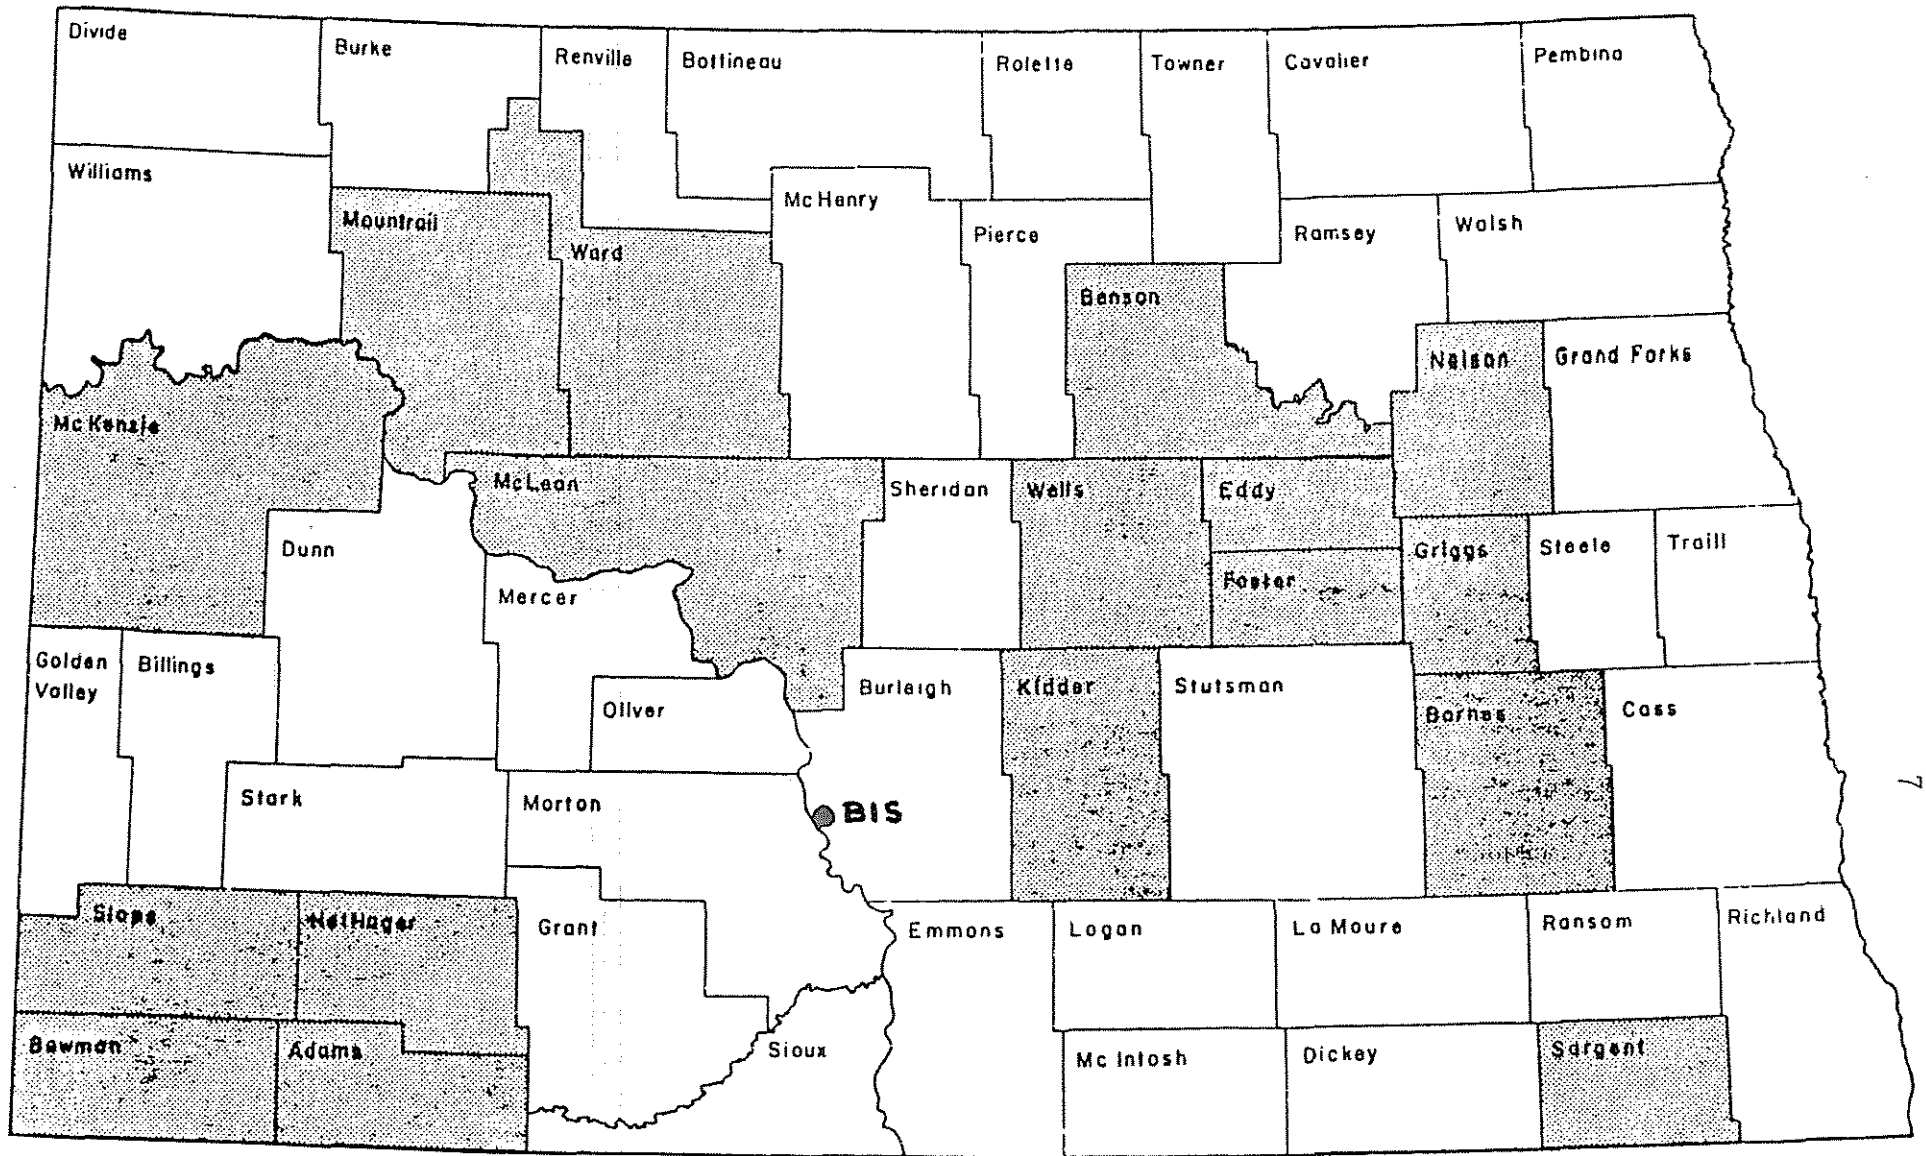 Divide
Burke
Renville
Bottineau
Rolette
Towner
Cavalier
Pembina
Williams
Mountrail
Ward
McHenry
Pierce
Benson
Ramsey
Walsh
Nelson
Grand Forks
McKenzie
McLean
Sheridan
Wells
Eddy
Foster
Griggs
Steele
Traill
Dunn
Mercer
Golden
Valley
Billings
Oliver
Burleigh
Kidder
Stutsman
Barnes
Cass
Stark
Morton
BIS
7
Slope
Hettinger
Grant
Emmons
Logan
La Moure
Ransom
Richland
Bowman
Adams
Sioux
Mc Intosh
Dickey
Sargent